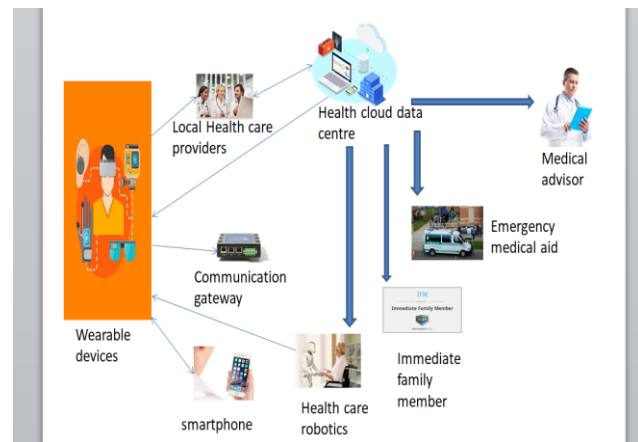 Local Health care
providers
Health cloud data
centre
Medical
advisor
Emergency
medical aid
Communication
gateway
IFM
Immediate Family Member
Wearable
devices
Immediate
family
member
smartphone
Health care
robotics